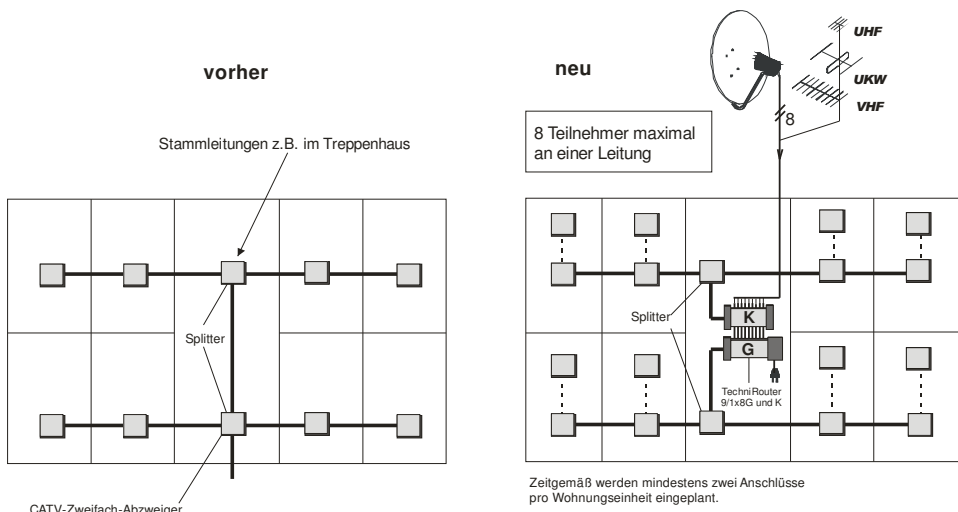 vorher
Stammleitungen z.B. im Treppenhaus
Splitter
CATV-Zweifach-Abzweiger
neu
UHF
UKW
VHF
8
8 Teilnehmer maximal
an einer Leitung
Splitter
K
G
TechniRouter
9/1x8G und K
Zeitgemäß werden mindestens zwei Anschlüsse
pro Wohnungseinheit eingeplant.